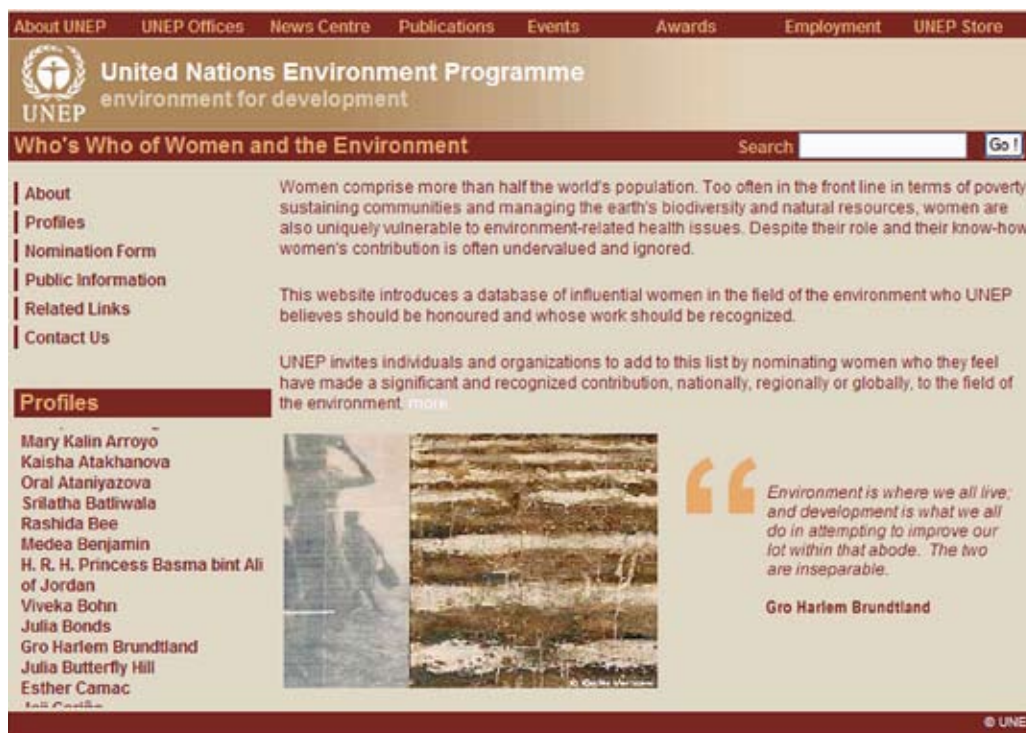 About UNEP UNEP Offices News Centre Publications Events Awards Employment UNEP Store
UNEP
United Nations Environment Programme
environment for development
Who's Who of Women and the Environment
Search Go !
About
Profiles
Nomination Form
Public Information
Related Links
Contact Us
Women comprise more than half the world's population. Too often in the front line in terms of poverty
sustaining communities and managing the earth's biodiversity and natural resources, women are
also uniquely vulnerable to environment-related health issues. Despite their role and their know-how
women's contribution is often undervalued and ignored.
This website introduces a database of influential women in the field of the environment who UNEP
believes should be honoured and whose work should be recognized.
UNEP invites individuals and organizations to add to this list by nominating women who they feel
have made a significant and recognized contribution, nationally, regionally or globally, to the field of
the environment. more
Profiles
Mary Kalin Arroyo
Kaisha Atakhanova
Oral Ataniyazova
Srilatha Batliwala
Rashida Bee
Medea Benjamin
H. R. H. Princess Basma bint Ali
of Jordan
Viveka Bohn
Julia Bonds
Gro Harlem Brundtland
Julia Butterfly Hill
Esther Camac
“
Environment is where we all live;
and development is what we all
do in attempting to improve our
lot within that abode. The two
are inseparable.
Gro Harlem Brundtland
© UNE